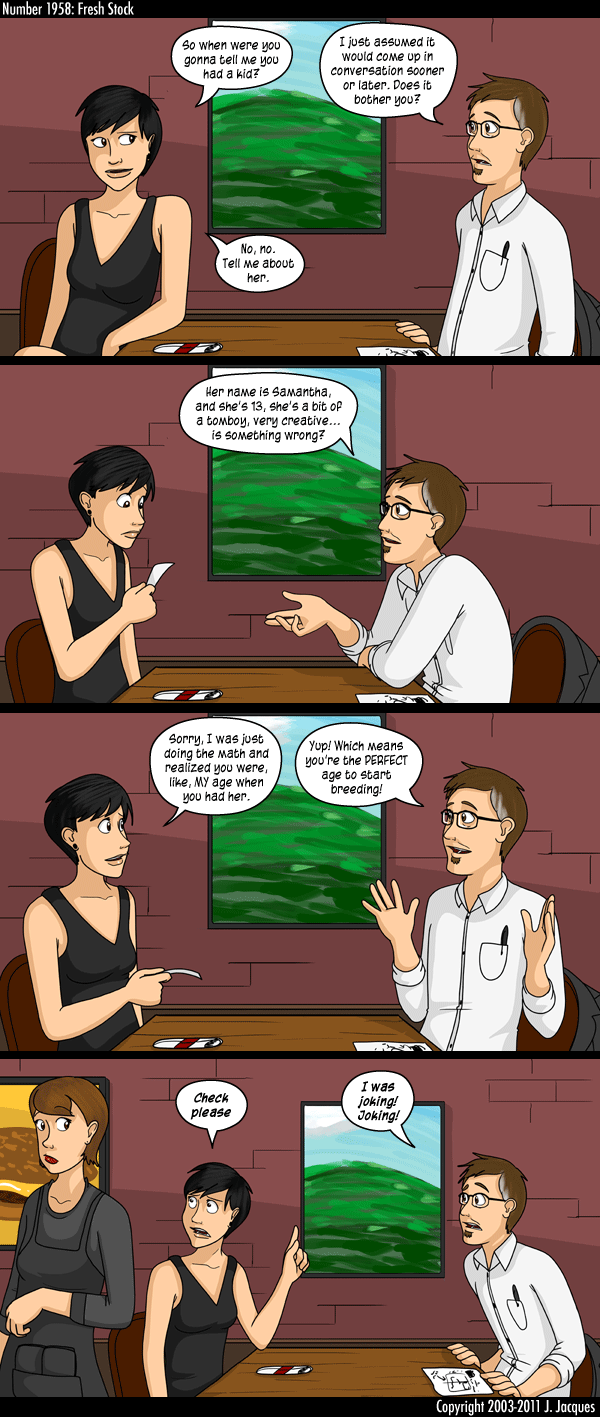 Number 1958: Fresh Stock
So when were you
gonna tell me you
had a kid?
I just assumed it
would come up in
conversation sooner
or later. Does it
bother you?
No, no.
Tell me about
her.
Her name is Samantha,
and she's 13, she's a bit of
a tomboy, very creative...
is something wrong?
Sorry, I was just
doing the math and
realized you were,
like, MY age when
you had her.
Yup! Which means
you're the PERFECT
age to start
breeding!
Check
please
I was
joking!
Joking!
Copyright 2003-2011 J. Jacques